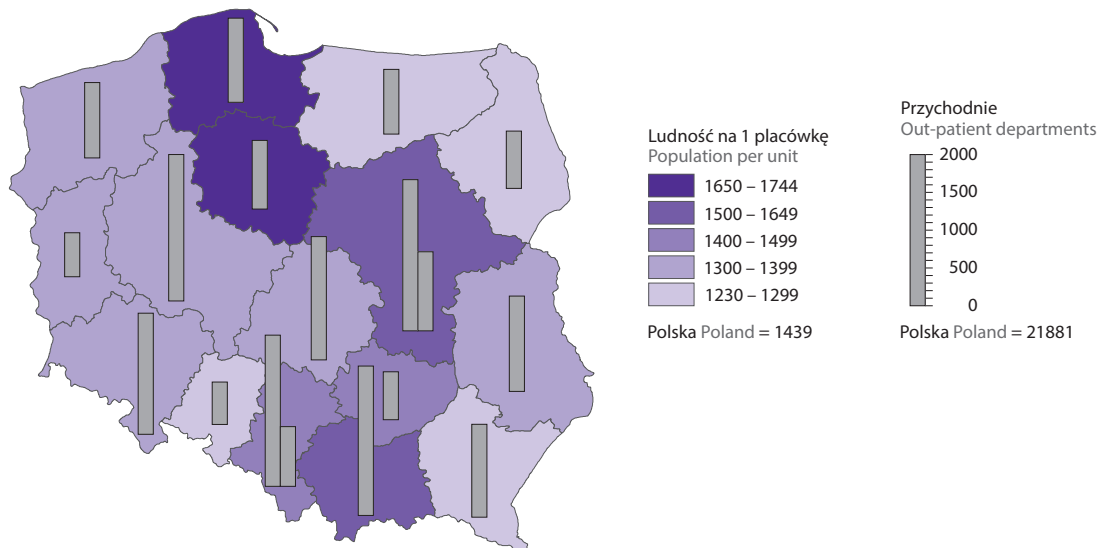 Ludność na 1 placówkę
Population per unit
1650 – 1744
1500 – 1649
1400 – 1499
1300 – 1399
1230 – 1299
Polska Poland = 1439
Przychodnie
Out-patient departments
2000
1500
1000
500
0
Polska Poland = 21881